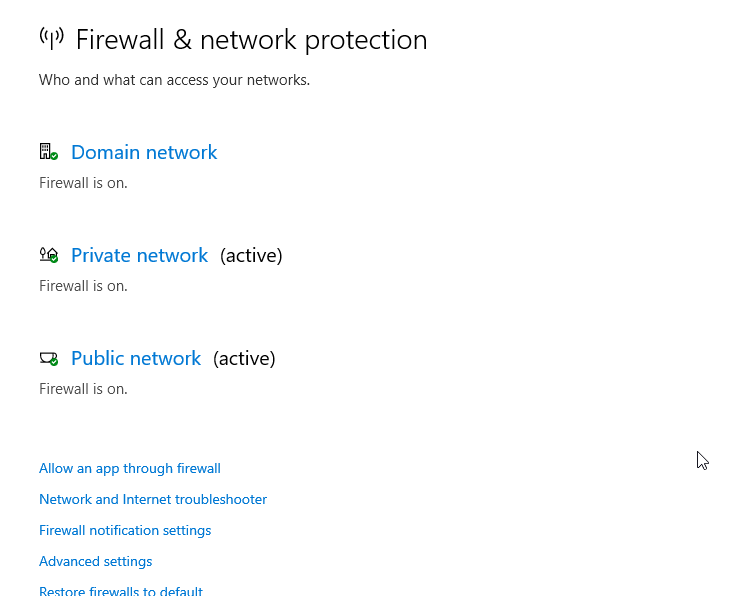 Firewall & network protection
Who and what can access your networks.
Domain network
Firewall is on.
Private network (active)
Firewall is on.
Public network (active)
Firewall is on.
Allow an app through firewall
Network and Internet troubleshooter
Firewall notification settings
Advanced settings
Restore firewalls to default